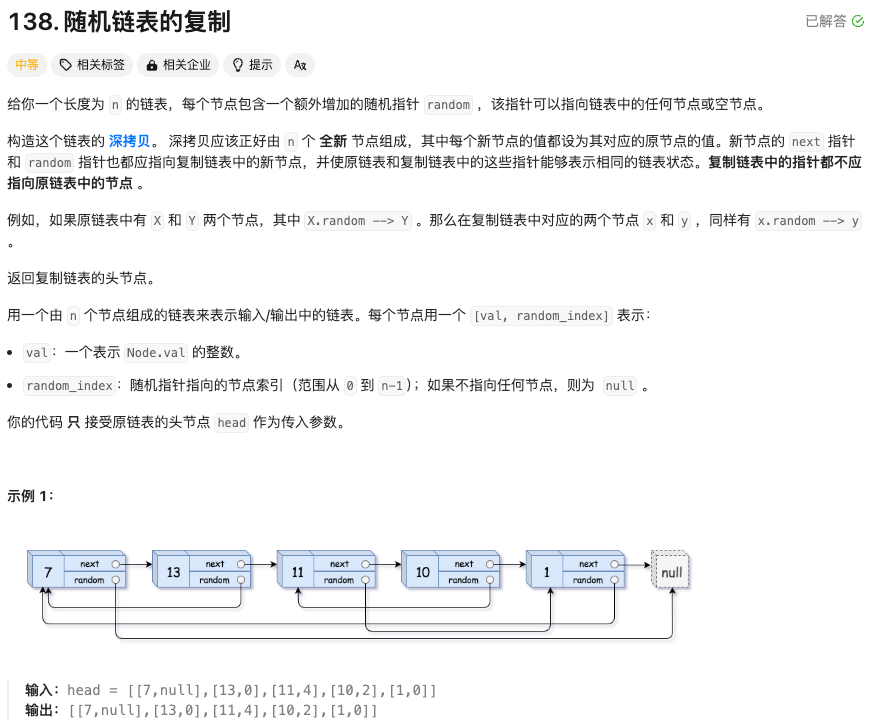 138. 随机链表的复制
已解答
中等 相关标签 相关企业 提示 Aあ
给你一个长度为 n 的链表，每个节点包含一个额外增加的随机指针 random ，该指针可以指向链表中的任何节点或空节点。
构造这个链表的 深拷贝。 深拷贝应该正好由 n 个 全新 节点组成，其中每个新节点的值都设为其对应的原节点的值。新节点的 next 指针
和 random 指针也都应指向复制链表中的新节点，并使原链表和复制链表中的这些指针能够表示相同的链表状态。复制链表中的指针都不应
指向原链表中的节点 。
例如，如果原链表中有 X 和 Y 两个节点，其中 X.random --> Y 。那么在复制链表中对应的两个节点 x 和 y ，同样有 x.random --> y
。
返回复制链表的头节点。
用一个由 n 个节点组成的链表来表示输入/输出中的链表。每个节点用一个 [val, random_index] 表示：
val：一个表示 Node.val 的整数。
random_index：随机指针指向的节点索引（范围从 0 到 n-1）；如果不指向任何节点，则为 null 。
你的代码 只 接受原链表的头节点 head 作为传入参数。
示例 1：
7 next random 13 next random 11 next random 10 next random 1 next random null
输入：head = [[7,null],[13,0],[11,4],[10,2],[1,0]]
输出：[[7,null],[13,0],[11,4],[10,2],[1,0]]